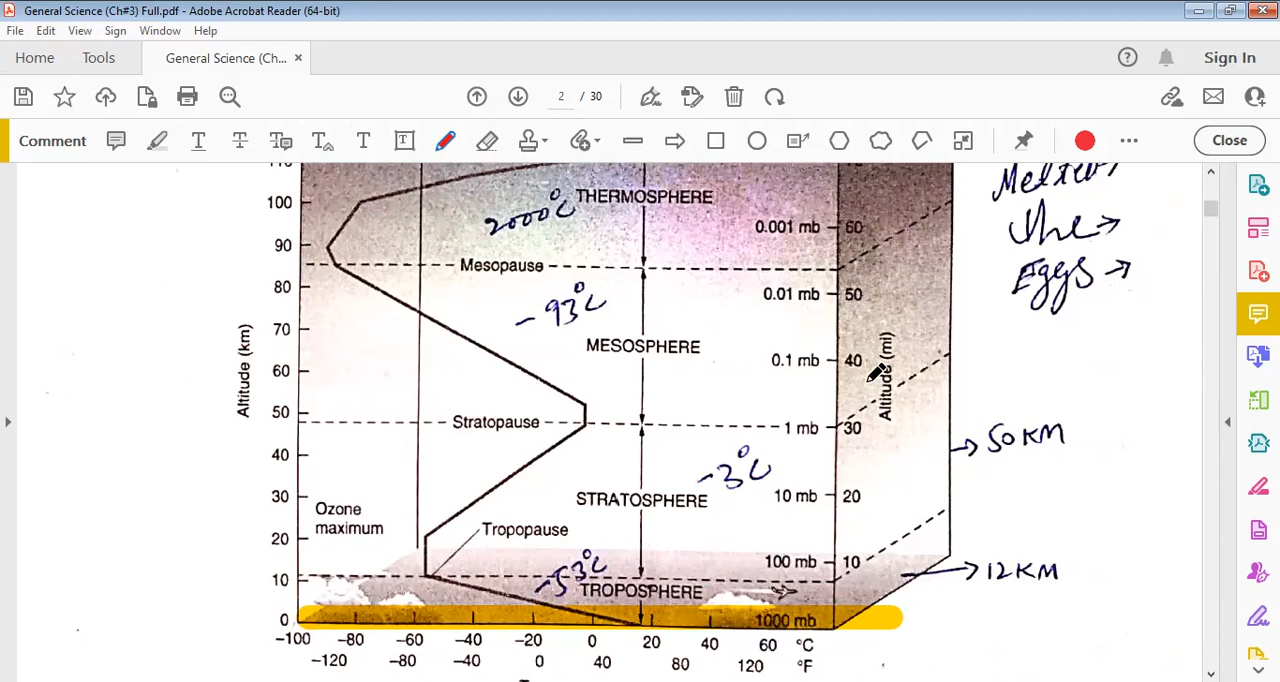 General Science (Ch#3) Full.pdf - Adobe Acrobat Reader (64-bit)
File Edit View Sign Window Help
Home Tools General Science (Ch... × Sign In
2 / 30
Comment Close
110
100 THERMOSPHERE
2000°C
0.001 mb 60
90
Mesopause
80 0.01 mb 50
-93°C
70
MESOSPHERE
0.1 mb 40
60
Altitude (km)
Altitude (mi)
50
Stratopause 1 mb 30
→ 50 KM
40
-3°C
30 STRATOSPHERE 10 mb 20
Ozone
maximum
Tropopause
20
100 mb 10
→ 12 KM
10 -53°C
TROPOSPHERE
0 1000 mb 0
-100 -80 -60 -40 -20 0 20 40 60 °C
-120 -80 -40 0 40 80 120 °F
Eggs →